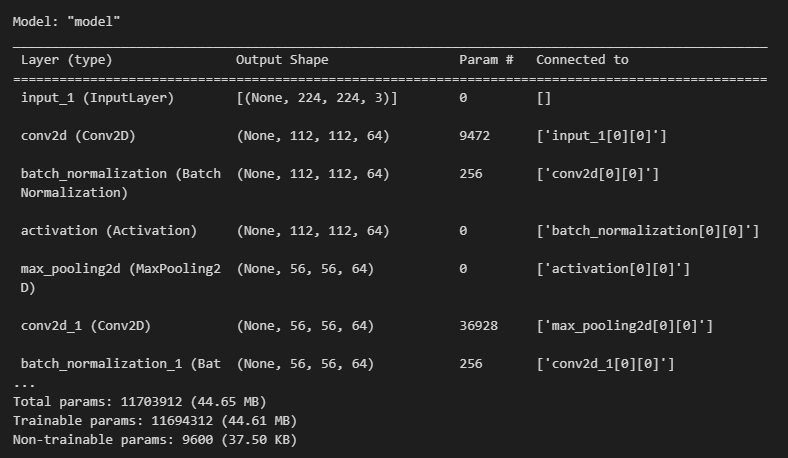 Model: "model"
__________________________________________________________________________________________________
Layer (type) Output Shape Param # Connected to
==================================================================================================
input_1 (InputLayer) [(None, 224, 224, 3)] 0 []
conv2d (Conv2D) (None, 112, 112, 64) 9472 ['input_1[0][0]']
batch_normalization (Batch (None, 112, 112, 64) 256 ['conv2d[0][0]']
Normalization)
activation (Activation) (None, 112, 112, 64) 0 ['batch_normalization[0][0]']
max_pooling2d (MaxPooling2 (None, 56, 56, 64) 0 ['activation[0][0]']
D)
conv2d_1 (Conv2D) (None, 56, 56, 64) 36928 ['max_pooling2d[0][0]']
batch_normalization_1 (Bat (None, 56, 56, 64) 256 ['conv2d_1[0][0]']
...
Total params: 11703912 (44.65 MB)
Trainable params: 11694312 (44.61 MB)
Non-trainable params: 9600 (37.50 KB)